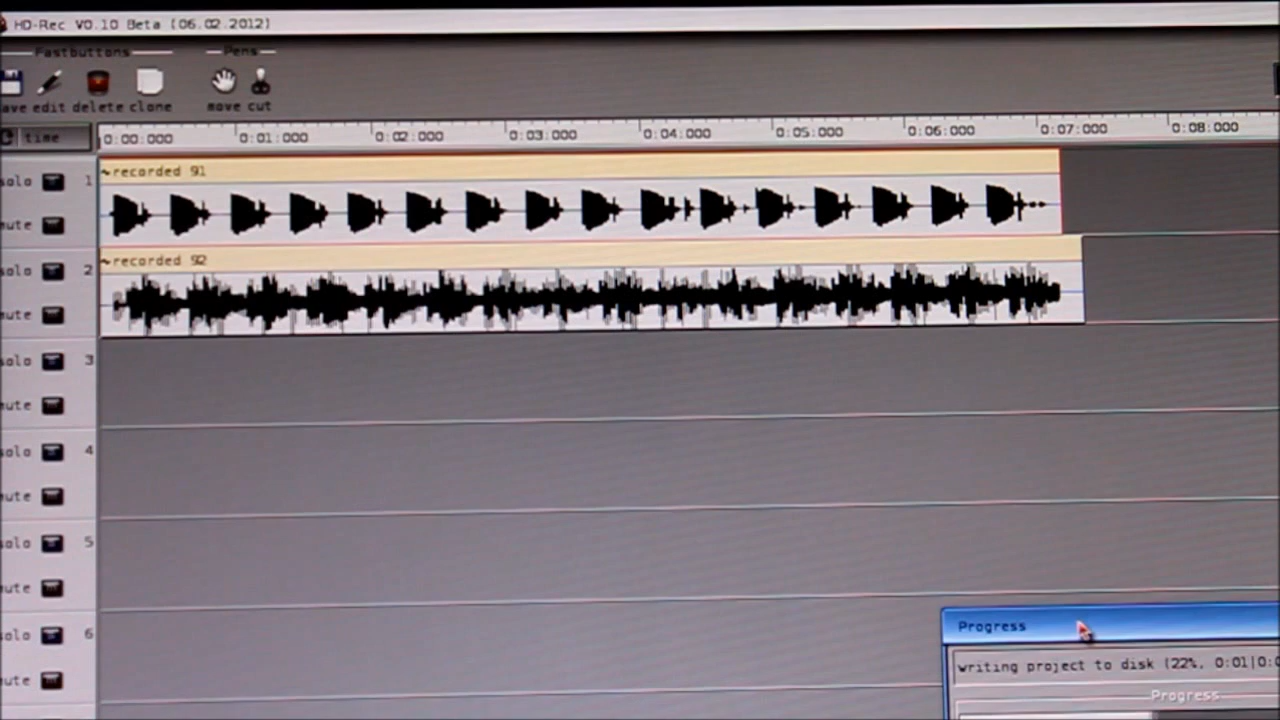 HD-Rec V0.10 Beta (06.02.2012)
Fastbuttons Pens
ave edit delete clone move cut
time 0:00:000 0:01:000 0:02:000 0:03:000 0:04:000 0:05:000 0:06:000 0:07:000 0:08:000
~recorded 91
solo 1
mute
~recorded 92
solo 2
mute
solo 3
mute
solo 4
mute
solo 5
mute
solo 6
mute
Progress
writing project to disk (22%, 0:01|0:0
Progress